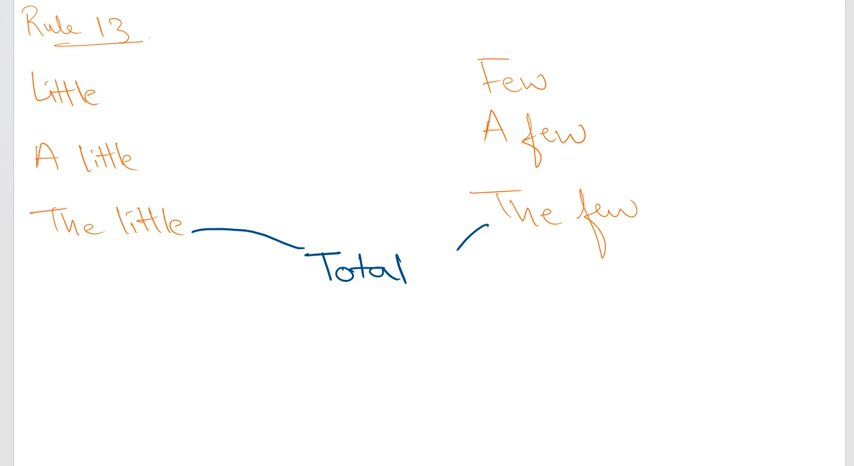 Rule 13
Little
A little
The little
Few
A few
The few
Total